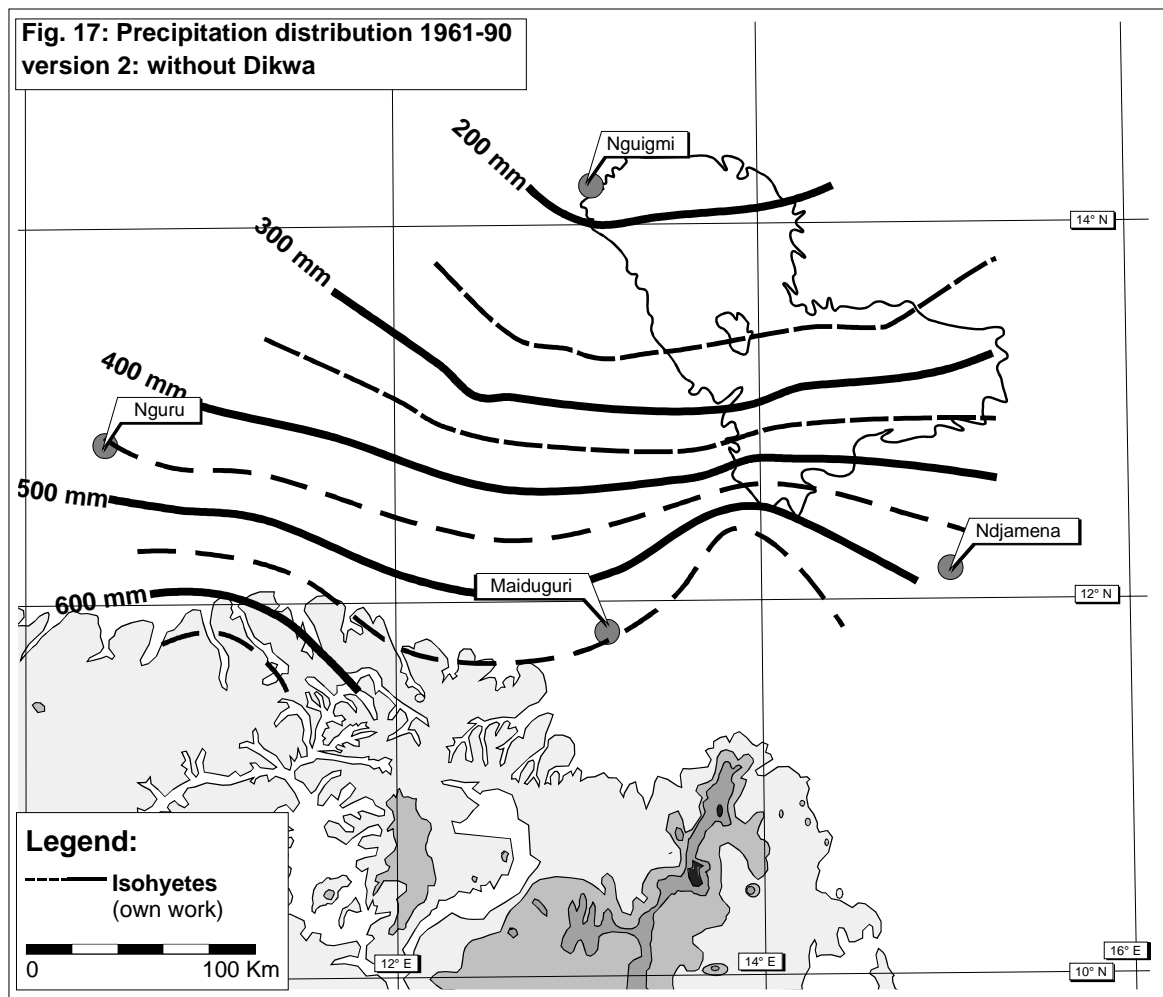 Fig. 17: Precipitation distribution 1961-90
version 2: without Dikwa
200 mm
Nguigmi
14° N
300 mm
400 mm
Nguru
500 mm
Ndjamena
Maiduguri
12° N
600 mm
Legend:
Isohyetes
(own work)
0 100 Km
12° E
14° E
16° E
10° N